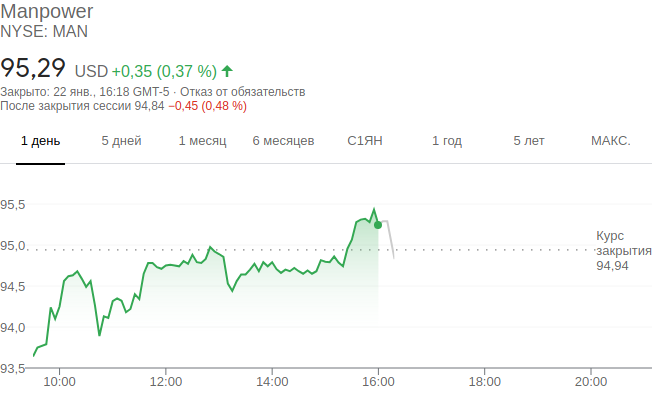 Manpower
NYSE: MAN
95,29 USD +0,35 (0,37 %)
Закрыто: 22 янв., 16:18 GMT-5 · Отказ от обязательств
После закрытия сессии 94,84 −0,45 (0,48 %)
1 день 5 дней 1 месяц 6 месяцев С1ЯН 1 год 5 лет МАКС.
95,5
95,0
94,5
94,0
93,5
Курс
закрытия
94,94
10:00 12:00 14:00 16:00 18:00 20:00